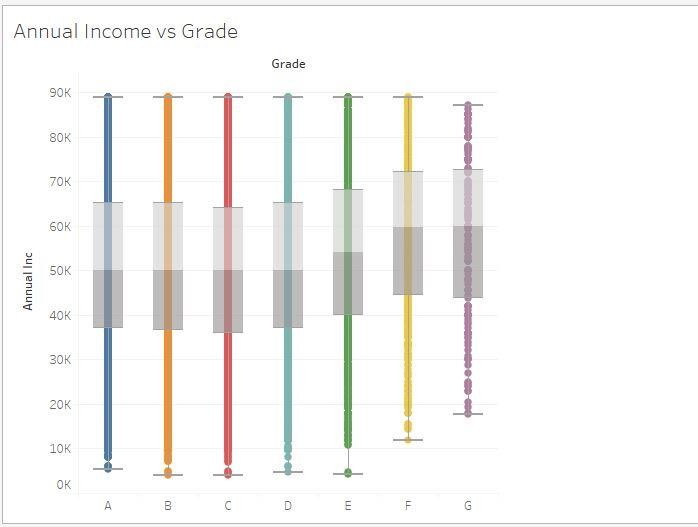 Annual Income vs Grade
Grade
Annual Inc
90K
80K
70K
60K
50K
40K
30K
20K
10K
0K
A B C D E F G